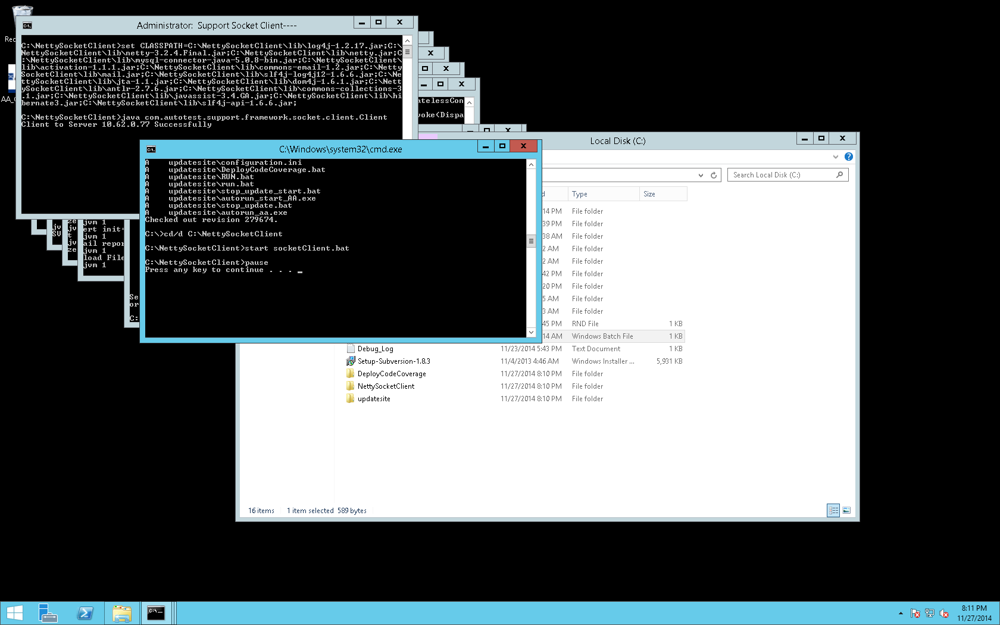 Administrator:  Support Socket Client----
C:\NettySocketClient>set CLASSPATH=C:\NettySocketClient\lib\log4j-1.2.17.jar;C:\
NettySocketClient\lib\netty-3.2.4.Final.jar;C:\NettySocketClient\lib\netty.jar;C
:\NettySocketClient\lib\mysql-connector-java-5.0.8-bin.jar;C:\NettySocketClient\
lib\activation-1.1.1.jar;C:\NettySocketClient\lib\commons-email-1.2.jar;C:\Netty
SocketClient\lib\mail.jar;C:\NettySocketClient\lib\slf4j-log4j12-1.6.6.jar;C:\Ne
ttySocketClient\lib\jta-1.1.jar;C:\NettySocketClient\lib\dom4j-1.6.1.jar;C:\Nett
ySocketClient\lib\antlr-2.7.6.jar;C:\NettySocketClient\lib\commons-collections-3
.1.jar;C:\NettySocketClient\lib\javassist-3.4.GA.jar;C:\NettySocketClient\lib\hi
bernate3.jar;C:\NettySocketClient\lib\slf4j-api-1.6.6.jar;
C:\NettySocketClient>java com.autotest.support.framework.socket.client.Client
Client to Server 10.62.0.77 Successfully
Rec
AA_
atelessCon
voke(Dispa
C:\Windows\system32\cmd.exe
A    updatesite\configuration.ini
A    updatesite\DeployCodeCoverage.bat
A    updatesite\RUN.bat
A    updatesite\run.bat
A    updatesite\stop_update_start.bat
A    updatesite\autorun_start_AA.exe
A    updatesite\stop_update.bat
A    updatesite\autorun_aa.exe
Checked out revision 279674.
C:\>cd/d C:\NettySocketClient
C:\NettySocketClient>start socketClient.bat
C:\NettySocketClient>pause
Press any key to continue . . . _
jv
SV
ze
jv
t
jv
ze
jvm 1
ert init=
jvm 1
ail repor
jvm 1
load File
jvm 1
Se
or
C:
Local Disk (C:)
Search Local Disk (C:)
d Type Size
14 PM File folder
39 PM File folder
38 AM File folder
2 AM File folder
2 AM File folder
42 PM File folder
20 PM File folder
5 AM File folder
3 AM File folder
45 PM RND File 1 KB
14 AM Windows Batch File 1 KB
Debug_Log 11/23/2014 5:43 PM Text Document 1 KB
Setup-Subversion-1.8.3 11/4/2013 4:46 AM Windows Installer ... 5,931 KB
DeployCodeCoverage 11/27/2014 8:10 PM File folder
NettySocketClient 11/27/2014 8:10 PM File folder
updatesite 11/27/2014 8:10 PM File folder
16 items 1 item selected 589 bytes
8:11 PM
11/27/2014